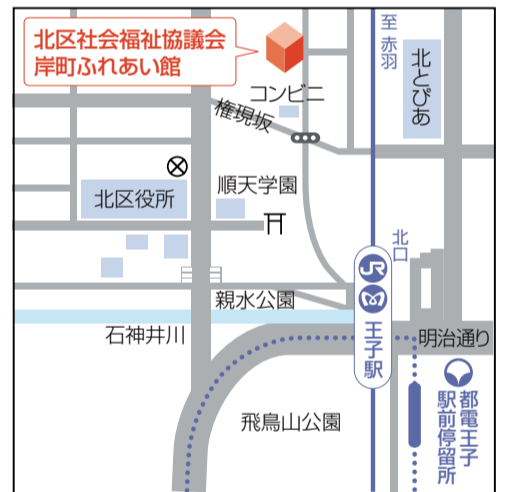 北区社会福祉協議会
岸町ふれあい館
至 赤羽
北とぴあ
コンビニ
権現坂
順天学園
北区役所
北口
JR
親水公園
王子駅
石神井川
明治通り
飛鳥山公園
都電王子
駅前停留所